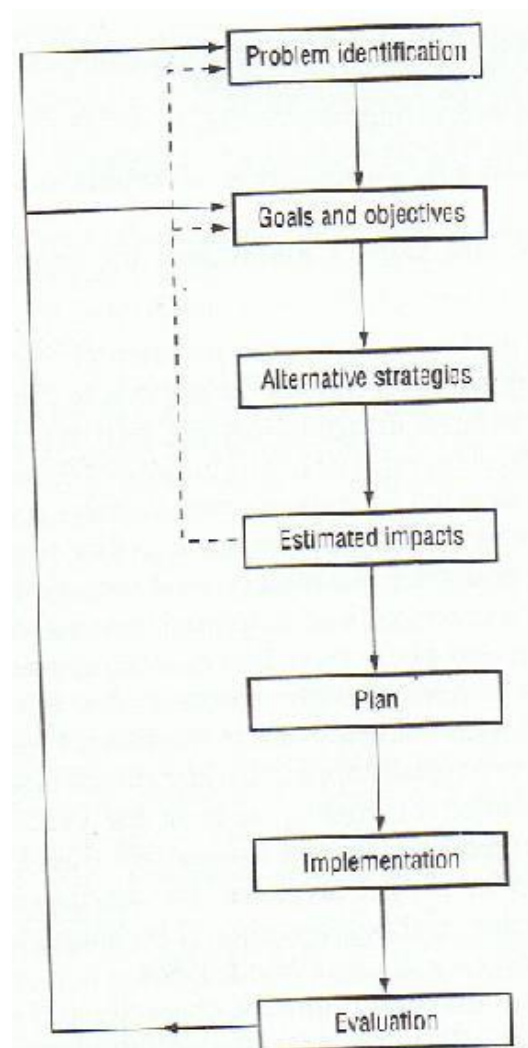 Problem identification
Goals and objectives
Alternative strategies
Estimated impacts
Plan
Implementation
Evaluation